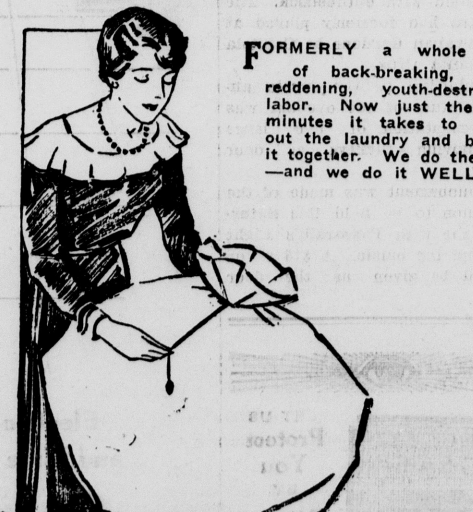 FORMERLY a whole
of back-breaking,
reddening, youth-destr
labor. Now just the
minutes it takes to
out the laundry and b
it together. We do the
—and we do it WELL